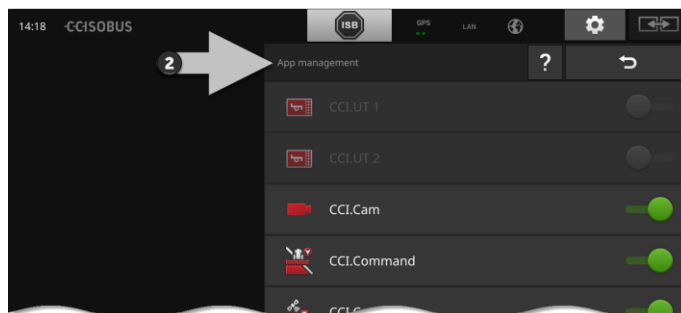 14:18 CCISOBUS ISB GPS LAN
2 App management ?
CCI.UT 1
CCI.UT 2
CCI.Cam
CCI.Command